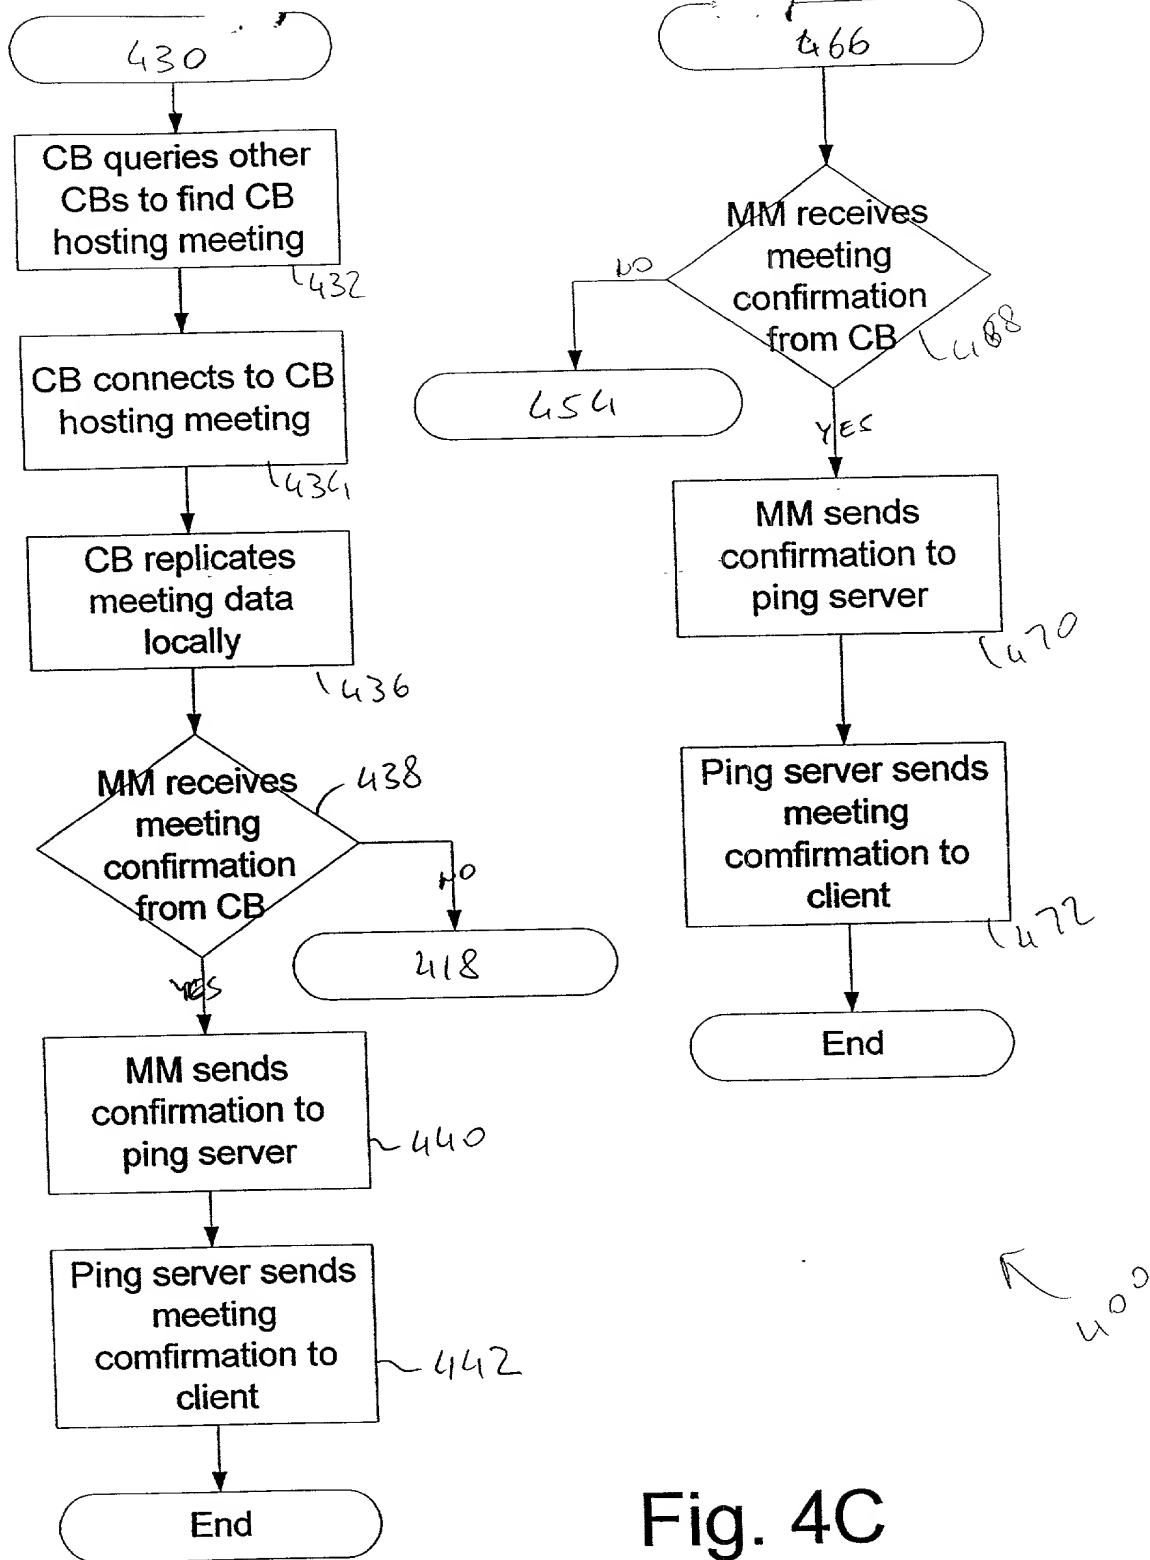 430
CB queries other
CBs to find CB
hosting meeting
432
CB connects to CB
hosting meeting
434
CB replicates
meeting data
locally
436
MM receives
meeting
confirmation
from CB
438
NO
418
YES
MM sends
confirmation to
ping server
440
Ping server sends
meeting
comfirmation to
client
442
End
466
MM receives
meeting
confirmation
from CB
468
NO
454
YES
MM sends
confirmation to
ping server
470
Ping server sends
meeting
comfirmation to
client
472
End
400
Fig. 4C